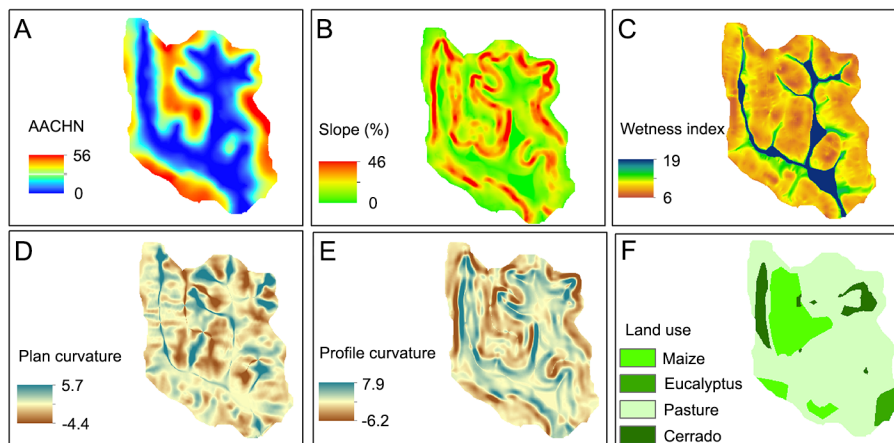 A
AACHN
56
0
B
Slope (%)
46
0
C
Wetness index
19
6
D
Plan curvature
5.7
-4.4
E
Profile curvature
7.9
-6.2
F
Land use
Maize
Eucalyptus
Pasture
Cerrado